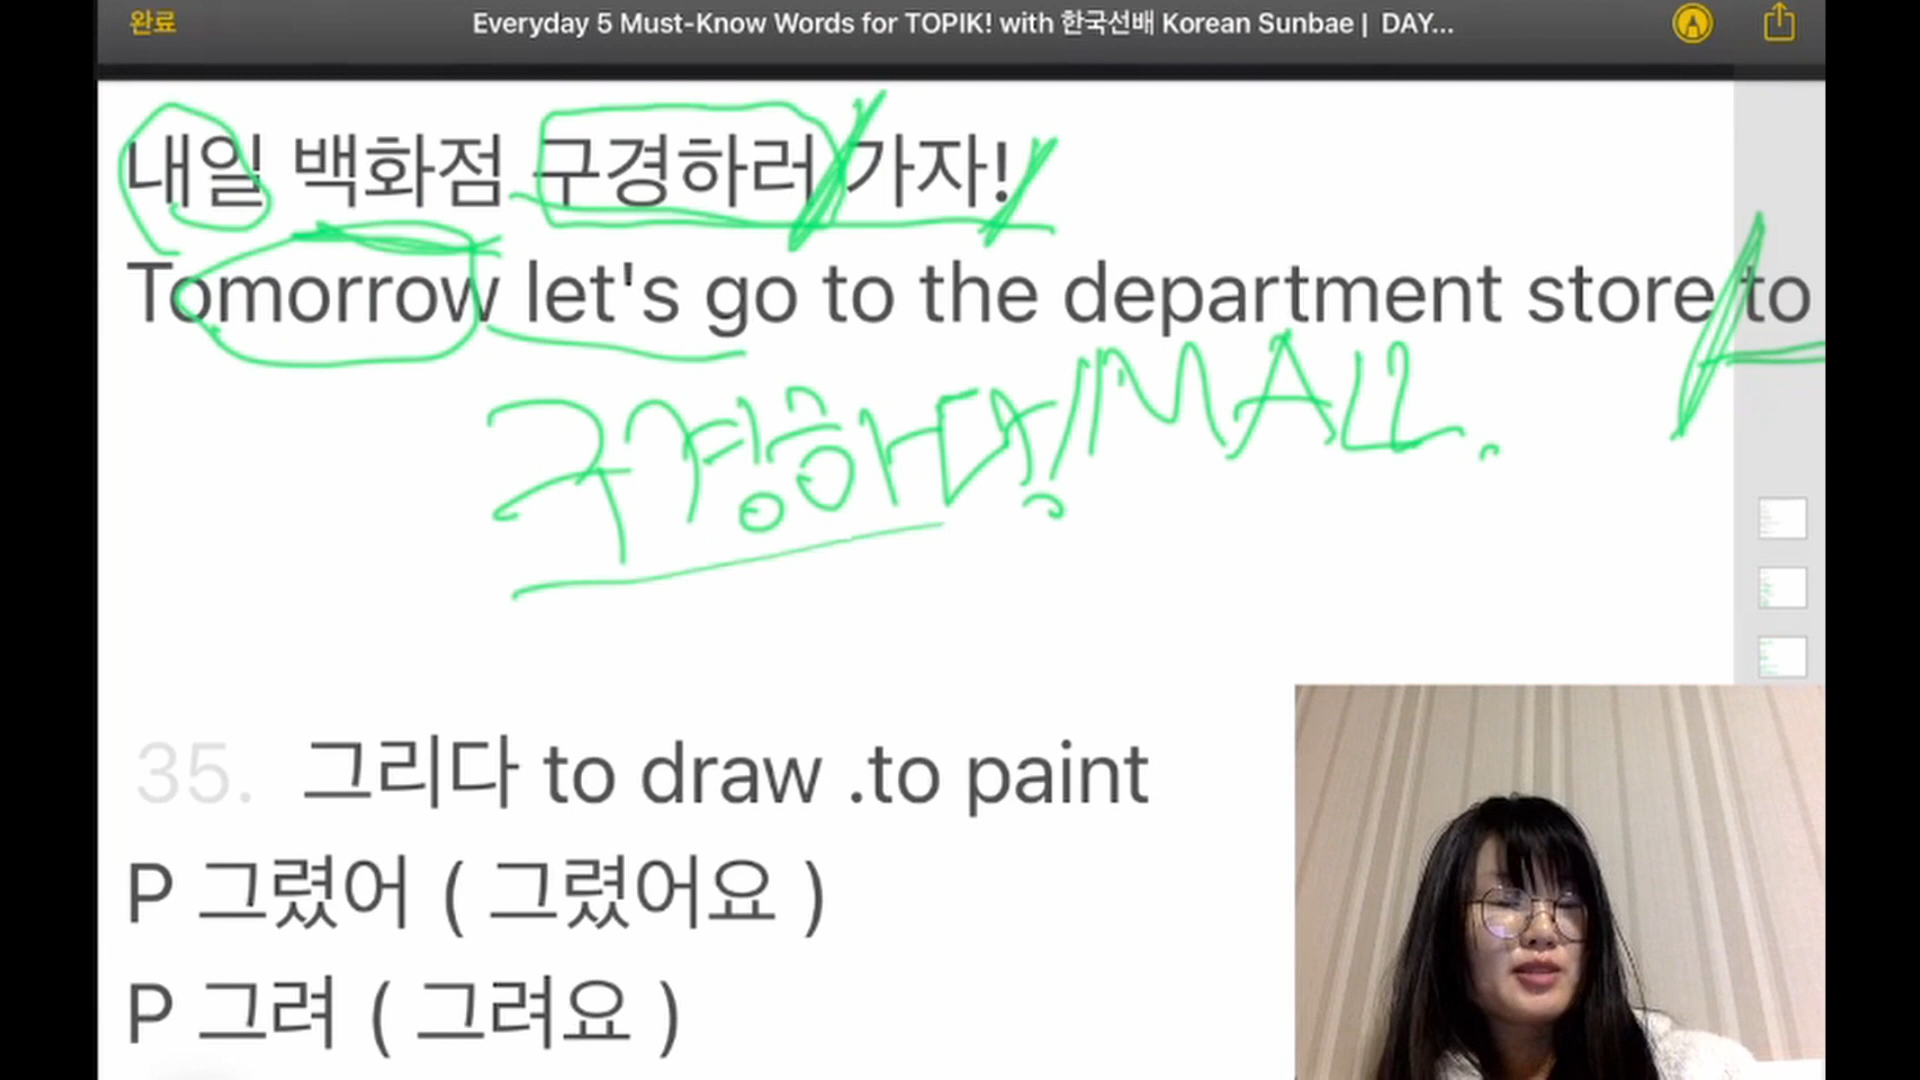 완료 Everyday 5 Must-Know Words for TOPIK! with 한국선배 Korean Sunbae | DAY...
내일 백화점 구경하러 가자!
Tomorrow let's go to the department store to
구경하다! MALL.
35. 그리다 to draw .to paint
P 그렸어 ( 그렸어요 )
P 그려 ( 그려요 )